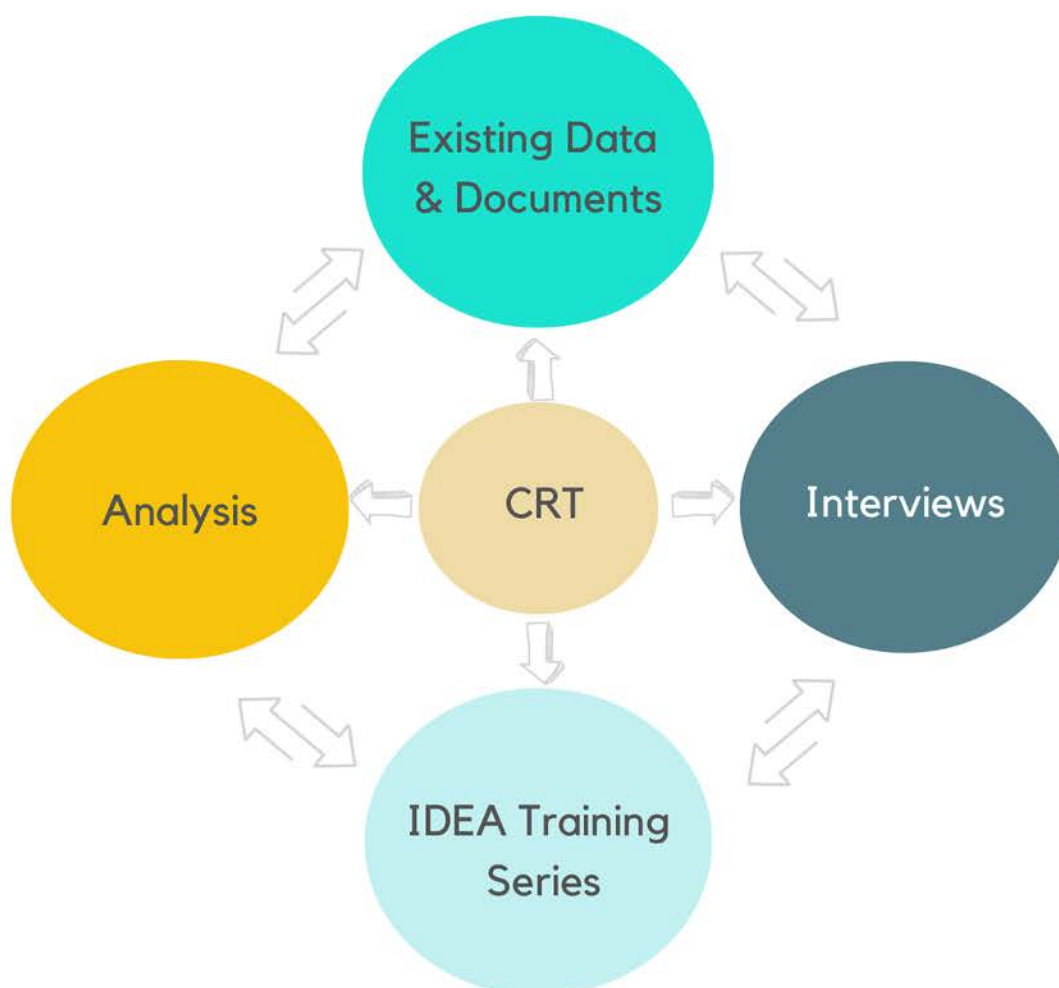 Existing Data
& Documents
Analysis
CRT
Interviews
IDEA Training
Series